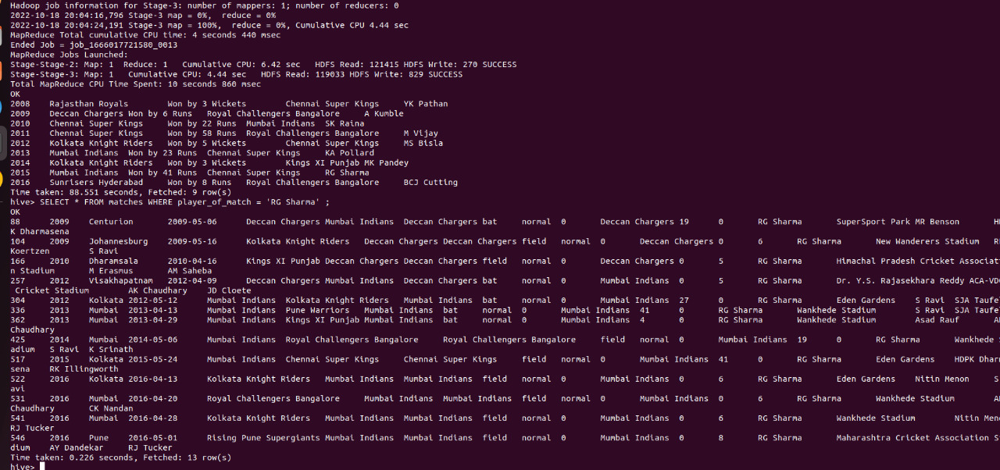 Hadoop job information for Stage-3: number of mappers: 1; number of reducers: 0
2022-10-18 20:04:16,796 Stage-3 map = 0%,  reduce = 0%
2022-10-18 20:04:24,191 Stage-3 map = 100%,  reduce = 0%, Cumulative CPU 4.44 sec
MapReduce Total cumulative CPU time: 4 seconds 440 msec
Ended Job = job_1666017721580_0013
MapReduce Jobs Launched:
Stage-Stage-2: Map: 1  Reduce: 1   Cumulative CPU: 6.42 sec   HDFS Read: 121415 HDFS Write: 270 SUCCESS
Stage-Stage-3: Map: 1   Cumulative CPU: 4.44 sec   HDFS Read: 119033 HDFS Write: 829 SUCCESS
Total MapReduce CPU Time Spent: 10 seconds 860 msec
OK
2008    Rajasthan Royals        Won by 3 Wickets        Chennai Super Kings     YK Pathan
2009    Deccan Chargers Won by 6 Runs   Royal Challengers Bangalore     A Kumble
2010    Chennai Super Kings     Won by 22 Runs  Mumbai Indians  SK Raina
2011    Chennai Super Kings     Won by 58 Runs  Royal Challengers Bangalore     M Vijay
2012    Kolkata Knight Riders   Won by 5 Wickets        Chennai Super Kings     MS Bisla
2013    Mumbai Indians  Won by 23 Runs  Chennai Super Kings     KA Pollard
2014    Kolkata Knight Riders   Won by 3 Wickets        Kings XI Punjab MK Pandey
2015    Mumbai Indians  Won by 41 Runs  Chennai Super Kings     RG Sharma
2016    Sunrisers Hyderabad     Won by 8 Runs   Royal Challengers Bangalore     BCJ Cutting
Time taken: 88.551 seconds, Fetched: 9 row(s)
hive> SELECT * FROM matches WHERE player_of_match = 'RG Sharma' ;
OK
88      2009    Centurion       2009-05-06      Deccan Chargers Mumbai Indians  Deccan Chargers bat     normal  0       Deccan Chargers 19      0       RG Sharma       SuperSport Park MR Benson
K Dharmasena
104     2009    Johannesburg    2009-05-16      Kolkata Knight Riders   Deccan Chargers Deccan Chargers field   normal  0       Deccan Chargers 0       6       RG Sharma       New Wanderers Stadium
Koertzen        S Ravi
166     2010    Dharamsala      2010-04-16      Kings XI Punjab Deccan Chargers Deccan Chargers field   normal  0       Deccan Chargers 0       5       RG Sharma       Himachal Pradesh Cricket Associat
n Stadium       M Erasmus       AM Saheba
257     2012    Visakhapatnam   2012-04-09      Deccan Chargers Mumbai Indians  Deccan Chargers bat     normal  0       Mumbai Indians  0       5       RG Sharma       Dr. Y.S. Rajasekhara Reddy ACA-VD
Cricket Stadium        AK Chaudhary    JD Cloete
304     2012    Kolkata 2012-05-12      Mumbai Indians  Kolkata Knight Riders   Mumbai Indians  bat     normal  0       Mumbai Indians  27      0       RG Sharma       Eden Gardens    S Ravi  SJA Taufe
336     2013    Mumbai  2013-04-13      Mumbai Indians  Pune Warriors   Mumbai Indians  bat     normal  0       Mumbai Indians  41      0       RG Sharma       Wankhede Stadium        S Ravi  SJA Taufe
362     2013    Mumbai  2013-04-29      Mumbai Indians  Kings XI Punjab Mumbai Indians  bat     normal  0       Mumbai Indians  4       0       RG Sharma       Wankhede Stadium        Asad Rauf
Chaudhary
425     2014    Mumbai  2014-05-06      Mumbai Indians  Royal Challengers Bangalore     Royal Challengers Bangalore     field   normal  0       Mumbai Indians  19      0       RG Sharma       Wankhede S
adium   S Ravi  K Srinath
517     2015    Kolkata 2015-05-24      Mumbai Indians  Chennai Super Kings     Chennai Super Kings     field   normal  0       Mumbai Indians  41      0       RG Sharma       Eden Gardens    HDPK Dhar
sena    RK Illingworth
522     2016    Kolkata 2016-04-13      Kolkata Knight Riders   Mumbai Indians  Mumbai Indians  field   normal  0       Mumbai Indians  0       6       RG Sharma       Eden Gardens    Nitin Menon     S
avi
531     2016    Mumbai  2016-04-20      Royal Challengers Bangalore     Mumbai Indians  Mumbai Indians  field   normal  0       Mumbai Indians  0       6       RG Sharma       Wankhede Stadium
Chaudhary       CK Nandan
541     2016    Mumbai  2016-04-28      Kolkata Knight Riders   Mumbai Indians  Mumbai Indians  field   normal  0       Mumbai Indians  0       6       RG Sharma       Wankhede Stadium        Nitin Men
RJ Tucker
546     2016    Pune    2016-05-01      Rising Pune Supergiants Mumbai Indians  Mumbai Indians  field   normal  0       Mumbai Indians  0       8       RG Sharma       Maharashtra Cricket Association S
dium    AY Dandekar     RJ Tucker
Time taken: 0.226 seconds, Fetched: 13 row(s)
hive>